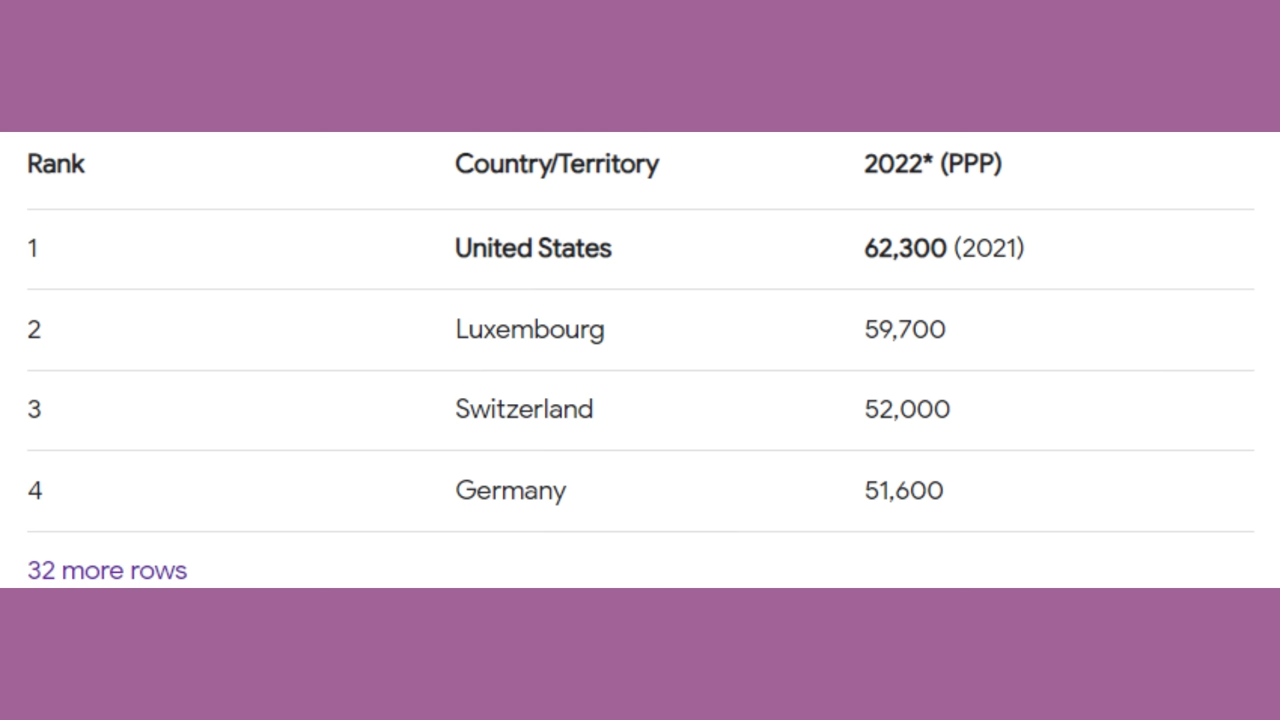 Rank Country/Territory 2022* (PPP)
1 United States 62,300 (2021)
2 Luxembourg 59,700
3 Switzerland 52,000
4 Germany 51,600
32 more rows